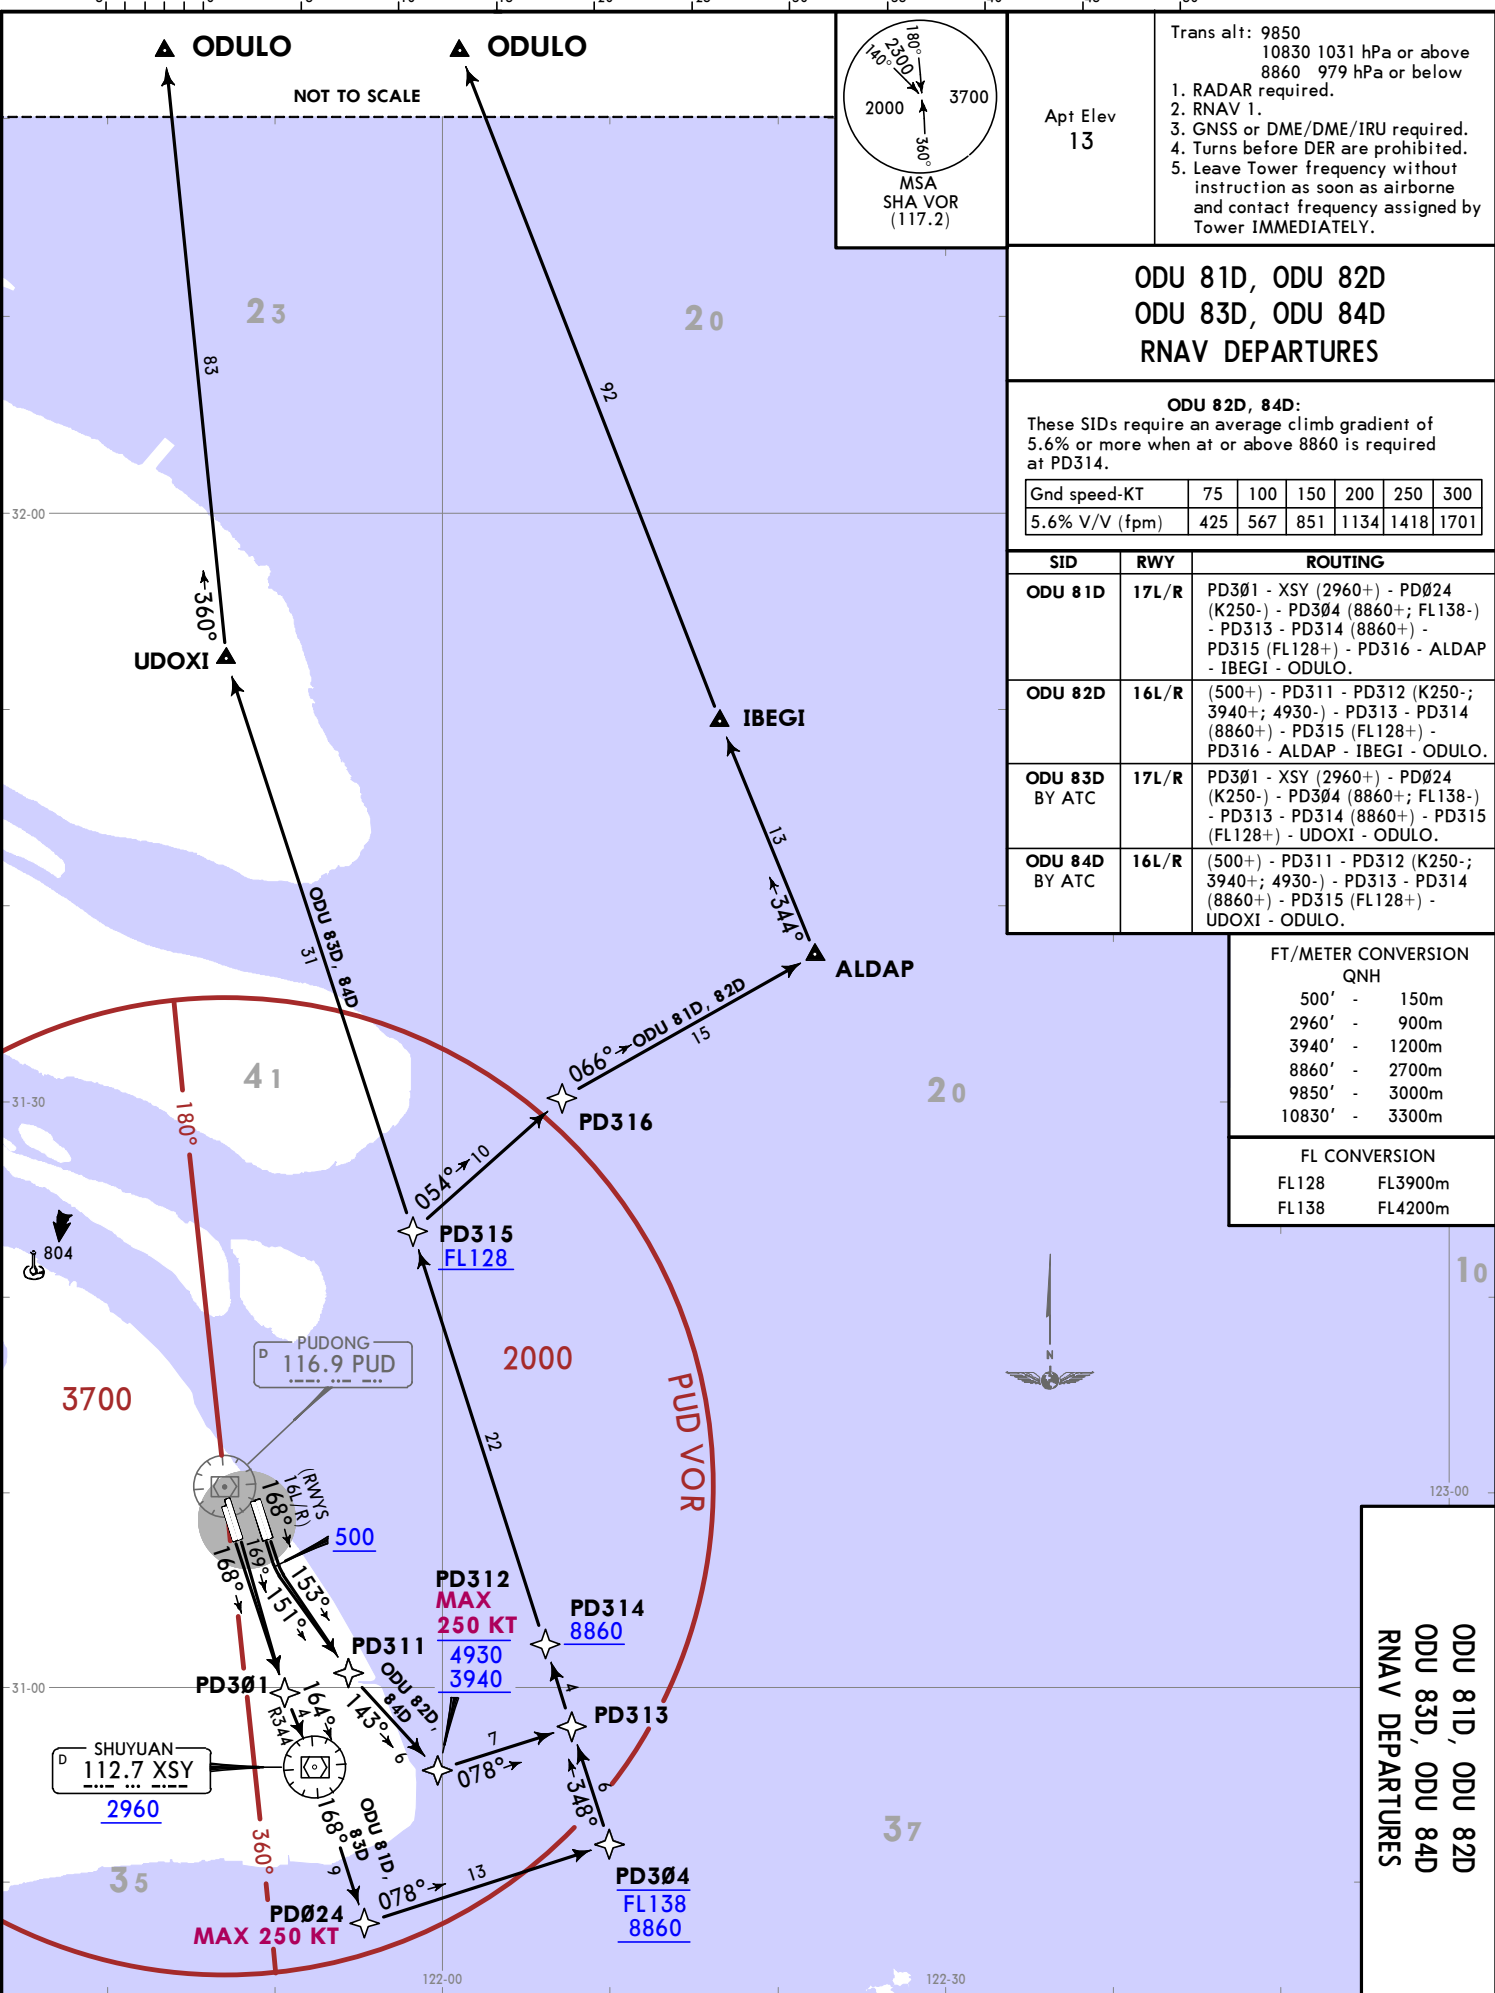 ODULO
ODULO
NOT TO SCALE
180°
2300
140°
2000
3700
360°
MSA
SHA VOR
(117.2)
Apt Elev
13
Trans alt: 9850
10830 1031 hPa or above
8860 979 hPa or below
1. RADAR required.
2. RNAV 1.
3. GNSS or DME/DME/IRU required.
4. Turns before DER are prohibited.
5. Leave Tower frequency without
instruction as soon as airborne
and contact frequency assigned by
Tower IMMEDIATELY.
ODU 81D, ODU 82D
ODU 83D, ODU 84D
RNAV DEPARTURES
ODU 82D, 84D:
These SIDs require an average climb gradient of
5.6% or more when at or above 8860 is required
at PD314.
Gnd speed-KT 75 100 150 200 250 300
5.6% V/V (fpm) 425 567 851 1134 1418 1701
SID RWY ROUTING
ODU 81D 17L/R PD3Ø1 - XSY (2960+) - PDØ24
(K250-) - PD3Ø4 (8860+; FL138-)
- PD313 - PD314 (8860+) -
PD315 (FL128+) - PD316 - ALDAP
- IBEGI - ODULO.
ODU 82D 16L/R (500+) - PD311 - PD312 (K250-;
3940+; 4930-) - PD313 - PD314
(8860+) - PD315 (FL128+) -
PD316 - ALDAP - IBEGI - ODULO.
ODU 83D 17L/R PD3Ø1 - XSY (2960+) - PDØ24
BY ATC (K250-) - PD3Ø4 (8860+; FL138-)
- PD313 - PD314 (8860+) - PD315
(FL128+) - UDOXI - ODULO.
ODU 84D 16L/R (500+) - PD311 - PD312 (K250-;
BY ATC 3940+; 4930-) - PD313 - PD314
(8860+) - PD315 (FL128+) -
UDOXI - ODULO.
FT/METER CONVERSION
QNH
500' - 150m
2960' - 900m
3940' - 1200m
8860' - 2700m
9850' - 3000m
10830' - 3300m
FL CONVERSION
FL128 FL3900m
FL138 FL4200m
23
20
83
92
32-00
360°
UDOXI
IBEGI
13
344°
ALDAP
ODU 83D, 84D
31
ODU 81D, 82D
066°
15
41
20
31-30
180°
PD316
054°
10
PD315
FL128
804
10
PUDONG
D 116.9 PUD
2000
3700
PUD VOR
N
22
123-00
(RWYS
16L/R)
168°
500
168°
169°
151°
153°
PD312
MAX
250 KT
4930
3940
PD314
8860
PD311
PD3Ø1
31-00
ODU 82D,
84D
143°
6
164°
4
R344
4
PD313
7
078°
SHUYUAN
D 112.7 XSY
2960
348°
6
168°
ODU 81D,
83D
9
360°
37
35
078°
13
PD3Ø4
FL138
8860
PDØ24
MAX 250 KT
122-00
122-30
ODU 81D, ODU 82D
ODU 83D, ODU 84D
RNAV DEPARTURES